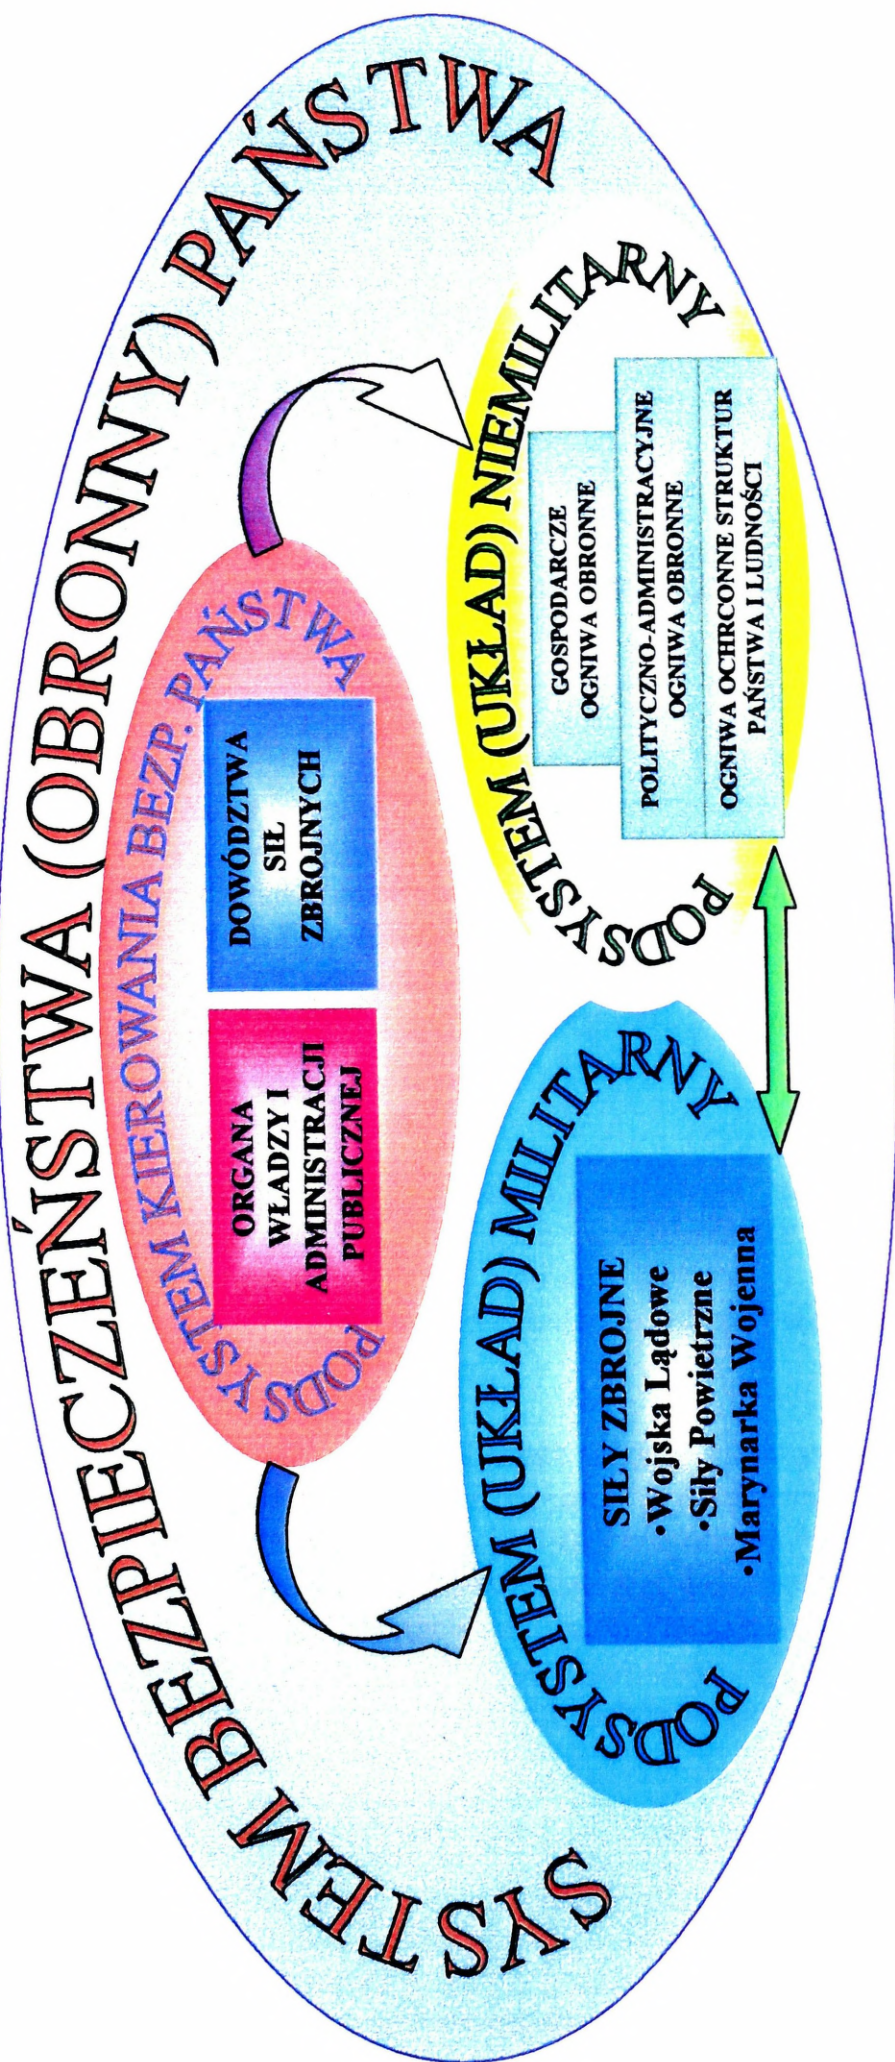 SYSTEM BEZPIECZEŃSTWA (OBRONNY) PAŃSTWA
PODSYSTEM KIEROWANIA BEZP. PAŃSTWA
ORGANA
WŁADZY I
ADMINISTRACJI
PUBLICZNEJ
DOWÓDZTWA
SIŁ
ZBROJNYCH
PODSYSTEM (UKŁAD) MILITARNY
SIŁY ZBROJNE
•Wojska Lądowe
•Siły Powietrzne
•Marynarka Wojenna
PODSYSTEM (UKŁAD) NIEMILITARNY
GOSPODARCZE
OGNIWA OBRONNE
POLITYCZNO-ADMINISTRACYJNE
OGNIWA OBRONNE
OGNIWA OCHRCONNE STRUKTUR
PAŃSTWA I LUDNOŚCI